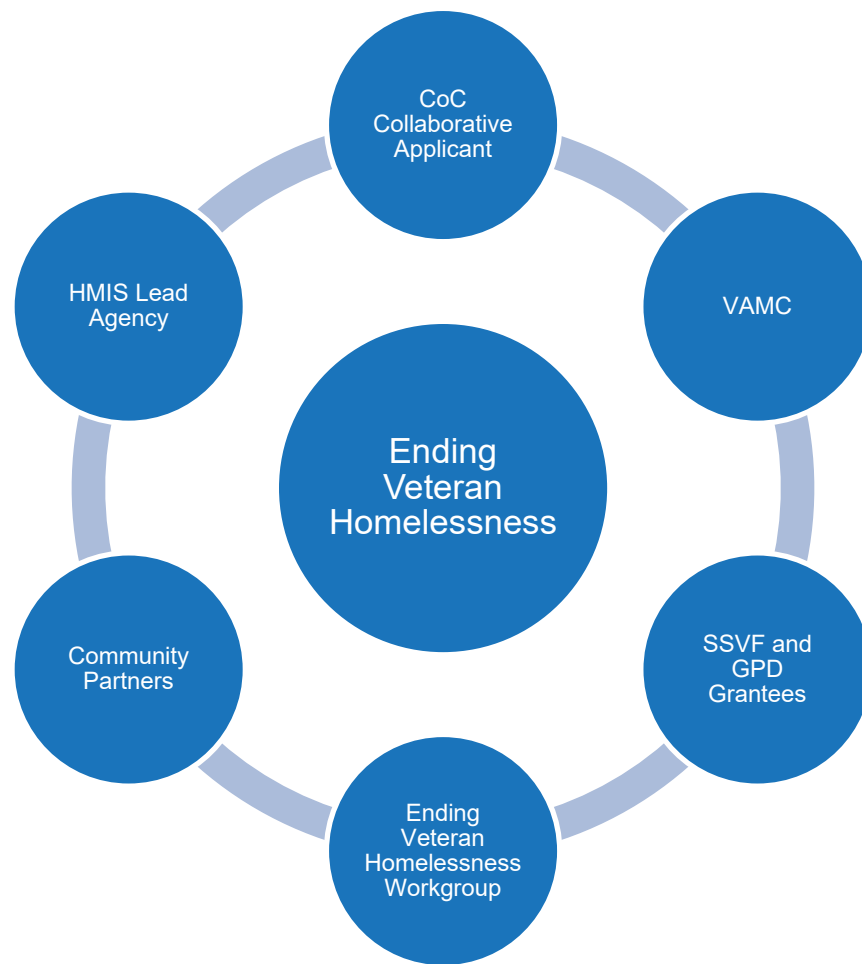 CoC
Collaborative
Applicant
HMIS Lead
Agency
VAMC
Ending
Veteran
Homelessness
Community
Partners
SSVF and
GPD
Grantees
Ending
Veteran
Homelessness
Workgroup